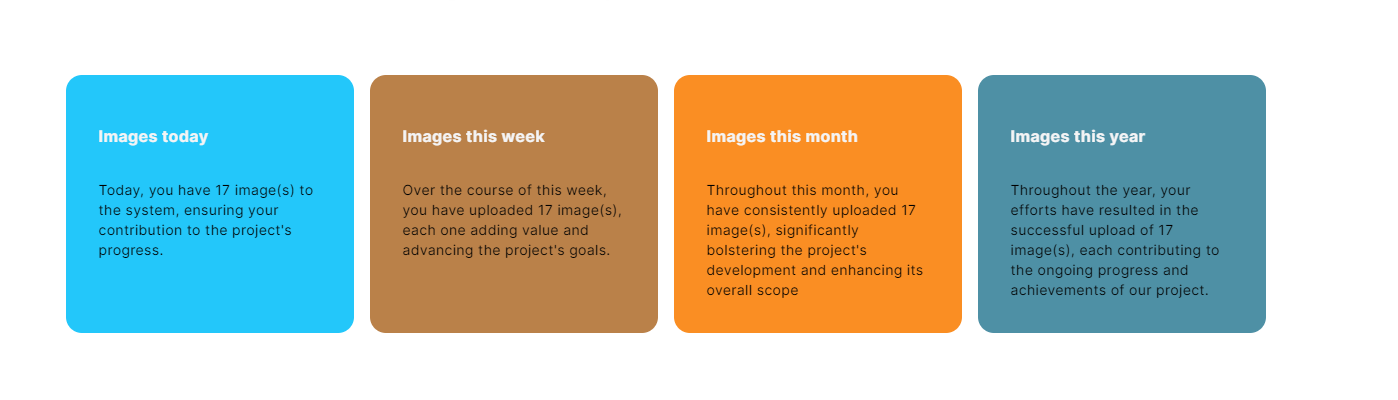 Images today
Today, you have 17 image(s) to
the system, ensuring your
contribution to the project's
progress.
Images this week
Over the course of this week,
you have uploaded 17 image(s),
each one adding value and
advancing the project's goals.
Images this month
Throughout this month, you
have consistently uploaded 17
image(s), significantly
bolstering the project's
development and enhancing its
overall scope
Images this year
Throughout the year, your
efforts have resulted in the
successful upload of 17
image(s), each contributing to
the ongoing progress and
achievements of our project.